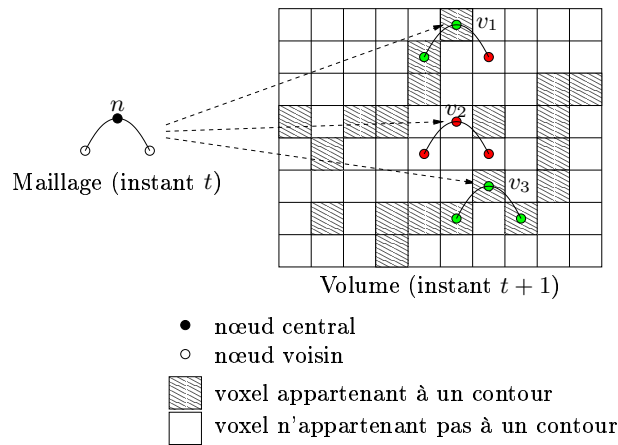 v₁
n
v₂
v₃
Maillage (instant t)
Volume (instant t + 1)
nœud central
nœud voisin
voxel appartenant à un contour
voxel n'appartenant pas à un contour